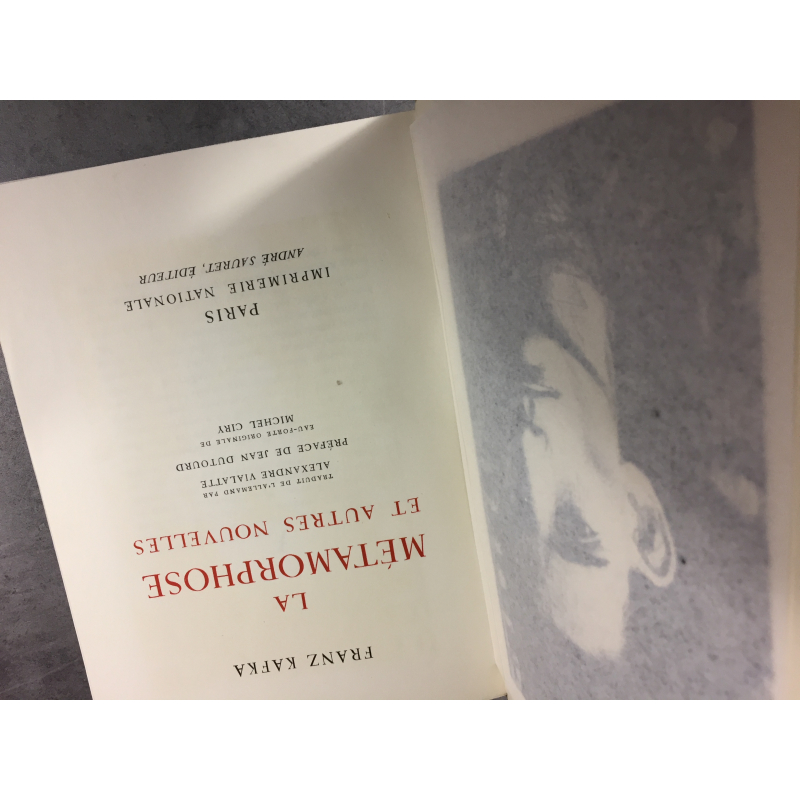 FRANZ KAFKA
LA
MÉTAMORPHOSE
ET AUTRES NOUVELLES
TRADUIT DE L'ALLEMAND PAR
ALEXANDRE VIALATTE
PRÉFACE DE JEAN DUTOURD
EAU-FORTE ORIGINALE DE
MICHEL CIRY
PARIS
IMPRIMERIE NATIONALE
ANDRÉ SAURET, ÉDITEUR